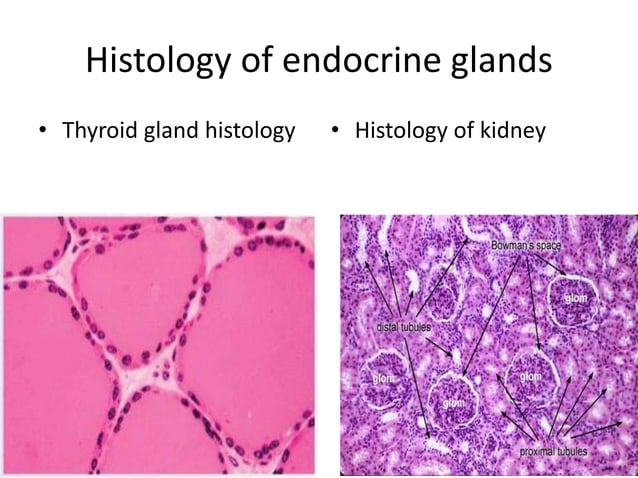 Histology of endocrine glands
• Thyroid gland histology
• Histology of kidney
Bowman's space
glom
distal tubules
glom
glom
glom
proximal tubules